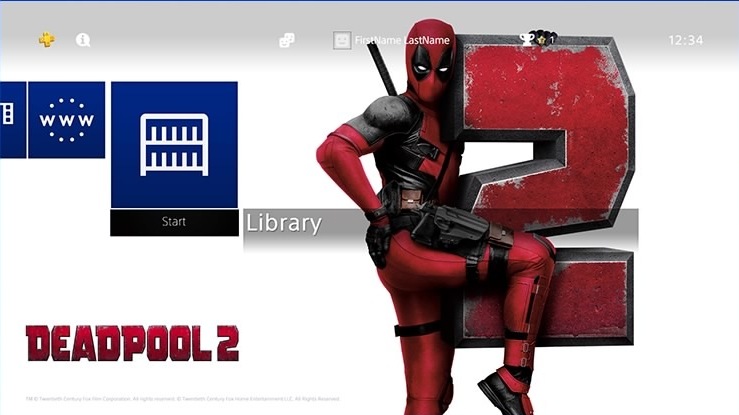 FirstName LastName
1
12:34
www
Start
Library
2
DEADPOOL 2
TM © Twentieth Century Fox Film Corporation. All rights reserved. © Twentieth Century Fox Home Entertainment LLC. All Rights Reserved.